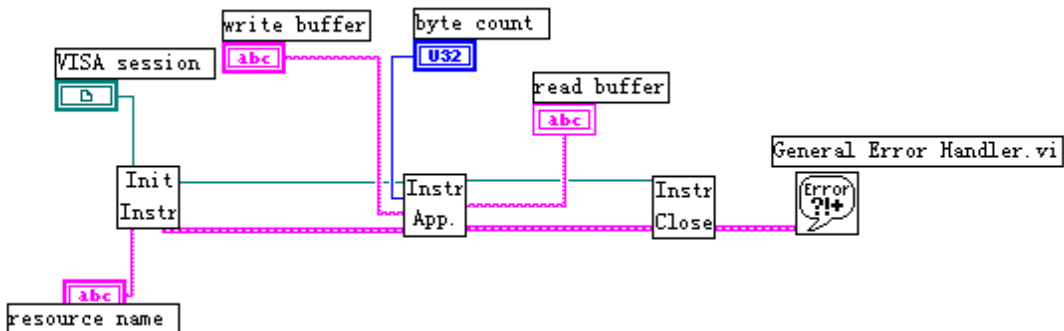 write buffer
byte count
VISA session
abc
U32
read buffer
abc
General Error Handler.vi
Init
Instr
Instr
App.
Instr
Close
Error
?!+
abc
resource name